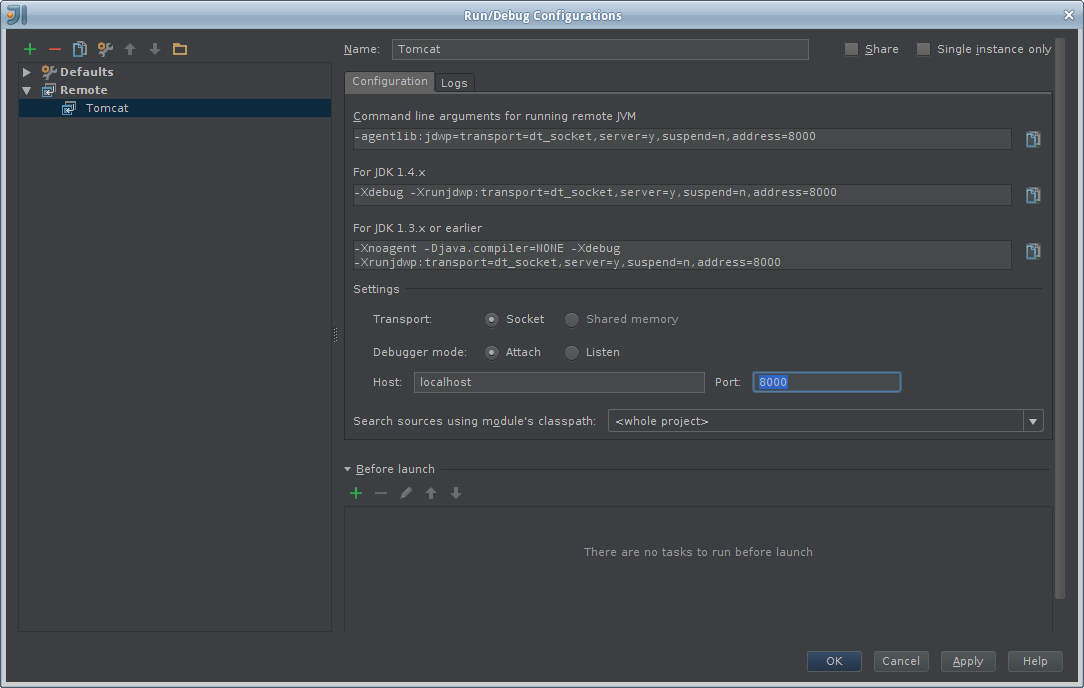 Run/Debug Configurations
Name: Tomcat Share Single instance only
Defaults
Remote
Tomcat
Configuration Logs
Command line arguments for running remote JVM
-agentlib:jdwp=transport=dt_socket,server=y,suspend=n,address=8000
For JDK 1.4.x
-Xdebug -Xrunjdwp:transport=dt_socket,server=y,suspend=n,address=8000
For JDK 1.3.x or earlier
-Xnoagent -Djava.compiler=NONE -Xdebug
-Xrunjdwp:transport=dt_socket,server=y,suspend=n,address=8000
Settings
Transport: Socket Shared memory
Debugger mode: Attach Listen
Host: localhost Port: 8000
Search sources using module's classpath: <whole project>
Before launch
There are no tasks to run before launch
OK Cancel Apply Help